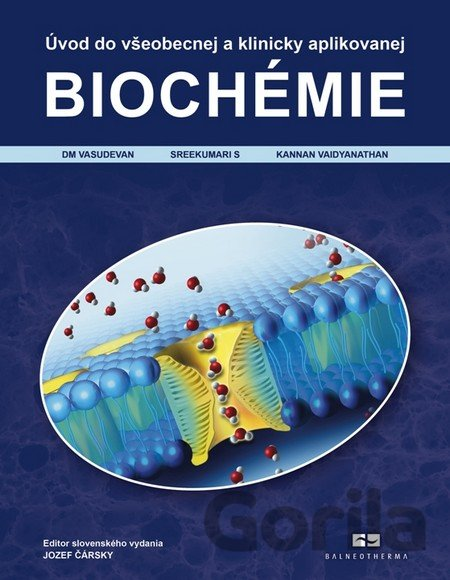 Úvod do všeobecnej a klinicky aplikovanej
BIOCHÉMIE
DM VASUDEVAN SREEKUMARI S KANNAN VAIDYANATHAN
Editor slovenského vydania
JOZEF ČÁRSKY
Gorila
BALNEOTHERMA